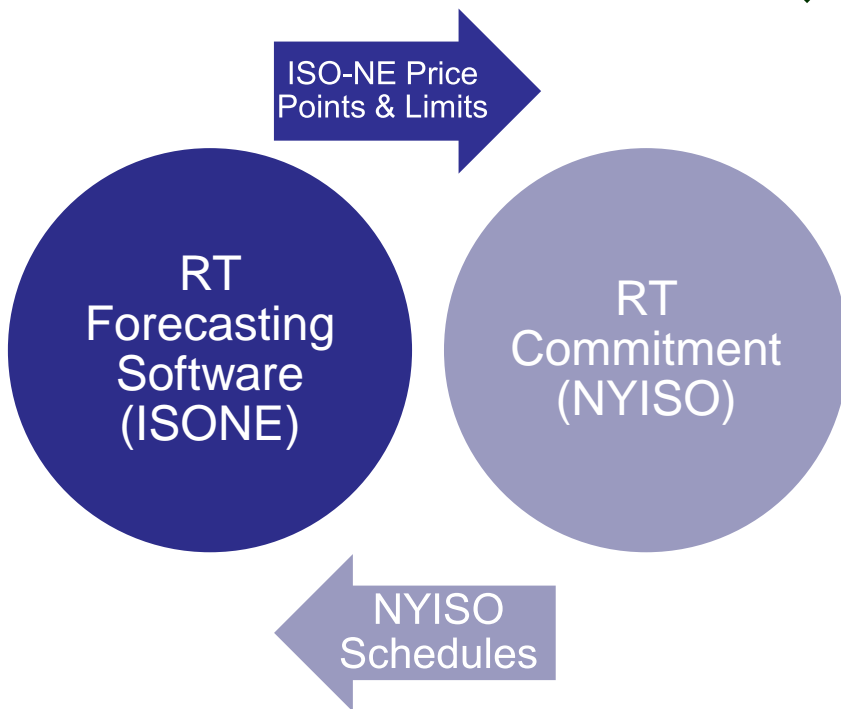 ISO-NE Price
Points & Limits
RT
Forecasting
Software
(ISONE)
RT
Commitment
(NYISO)
NYISO
Schedules